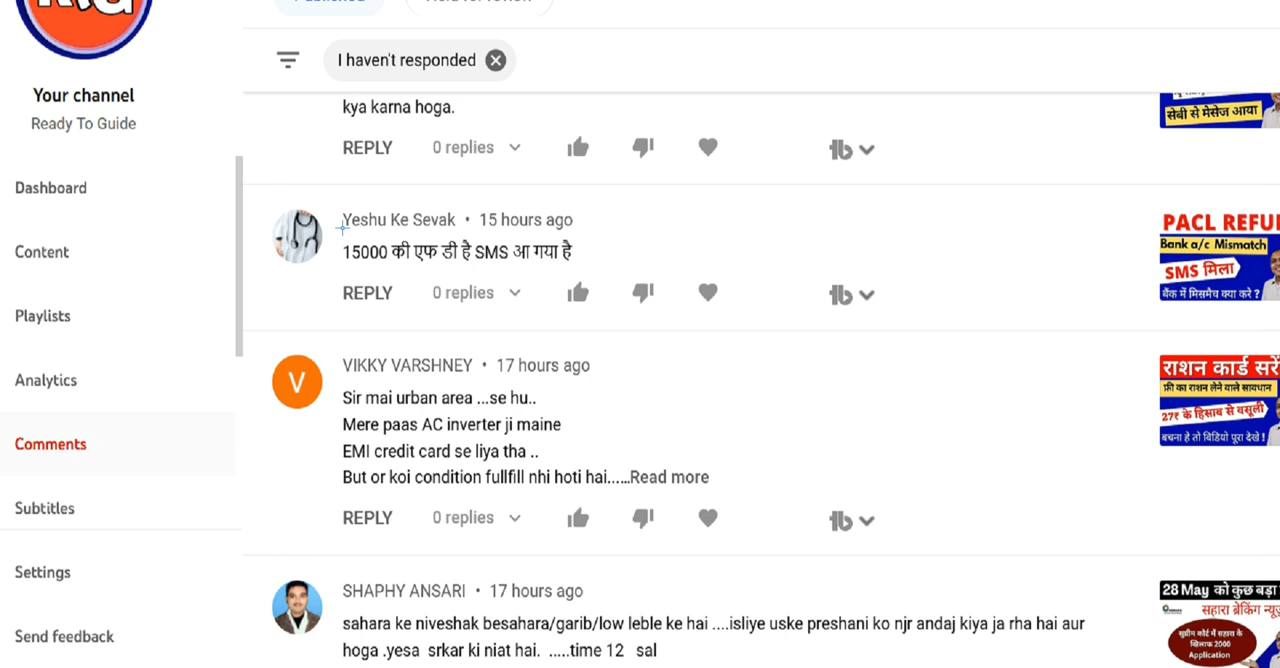 Your channel
Ready To Guide
Dashboard
Content
Playlists
Analytics
Comments
Subtitles
Settings
Send feedback
I haven't responded
kya karna hoga.
REPLY 0 replies
सेबी से मेसेज आया
Yeshu Ke Sevak • 15 hours ago
15000 की एफ डी है SMS आ गया है
REPLY 0 replies
PACL REFU
Bank a/c Mismatch
SMS मिला
बैंक में मिसमैच क्या करे ?
VIKKY VARSHNEY • 17 hours ago
Sir mai urban area ...se hu..
Mere paas AC inverter ji maine
EMI credit card se liya tha ..
But or koi condition fullfill nhi hoti hai......Read more
REPLY 0 replies
राशन कार्ड सरें
फ्री का राशन लेने वाले सावधान
27₹ के हिसाब से वसूली
बचना है तो विडियो पूरा देखे !
SHAPHY ANSARI • 17 hours ago
sahara ke niveshak besahara/garib/low leble ke hai ....isliye uske preshani ko njr andaj kiya ja rha hai aur
hoga .yesa srkar ki niat hai. .....time 12 sal
28 May को कुछ बड़ा
सहारा ब्रेकिंग न्यूज
सुप्रीम कोर्ट में सहारा के
खिलाफ 2000
Application